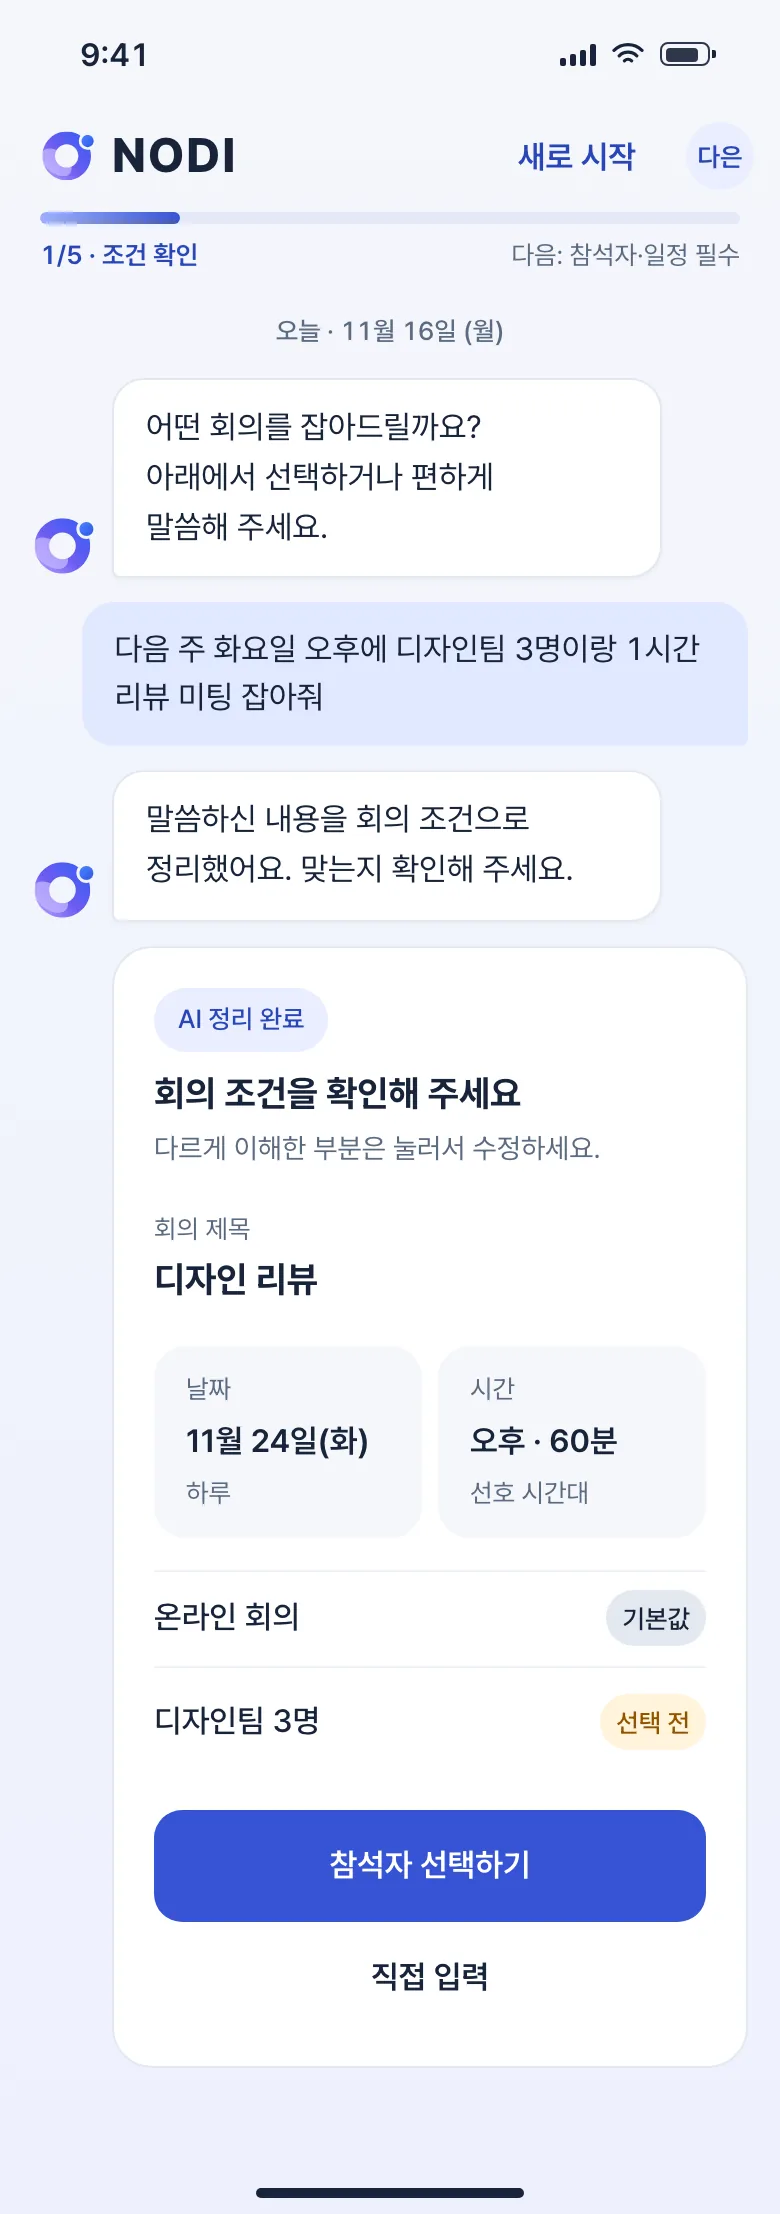 9:41
NODI
새로 시작
다은
1/5 · 조건 확인
다음: 참석자·일정 필수
오늘 · 11월 16일 (월)
어떤 회의를 잡아드릴까요?
아래에서 선택하거나 편하게
말씀해 주세요.
다음 주 화요일 오후에 디자인팀 3명이랑 1시간
리뷰 미팅 잡아줘
말씀하신 내용을 회의 조건으로
정리했어요. 맞는지 확인해 주세요.
AI 정리 완료
회의 조건을 확인해 주세요
다르게 이해한 부분은 눌러서 수정하세요.
회의 제목
디자인 리뷰
날짜
11월 24일(화)
하루
시간
오후 · 60분
선호 시간대
온라인 회의
기본값
디자인팀 3명
선택 전
참석자 선택하기
직접 입력